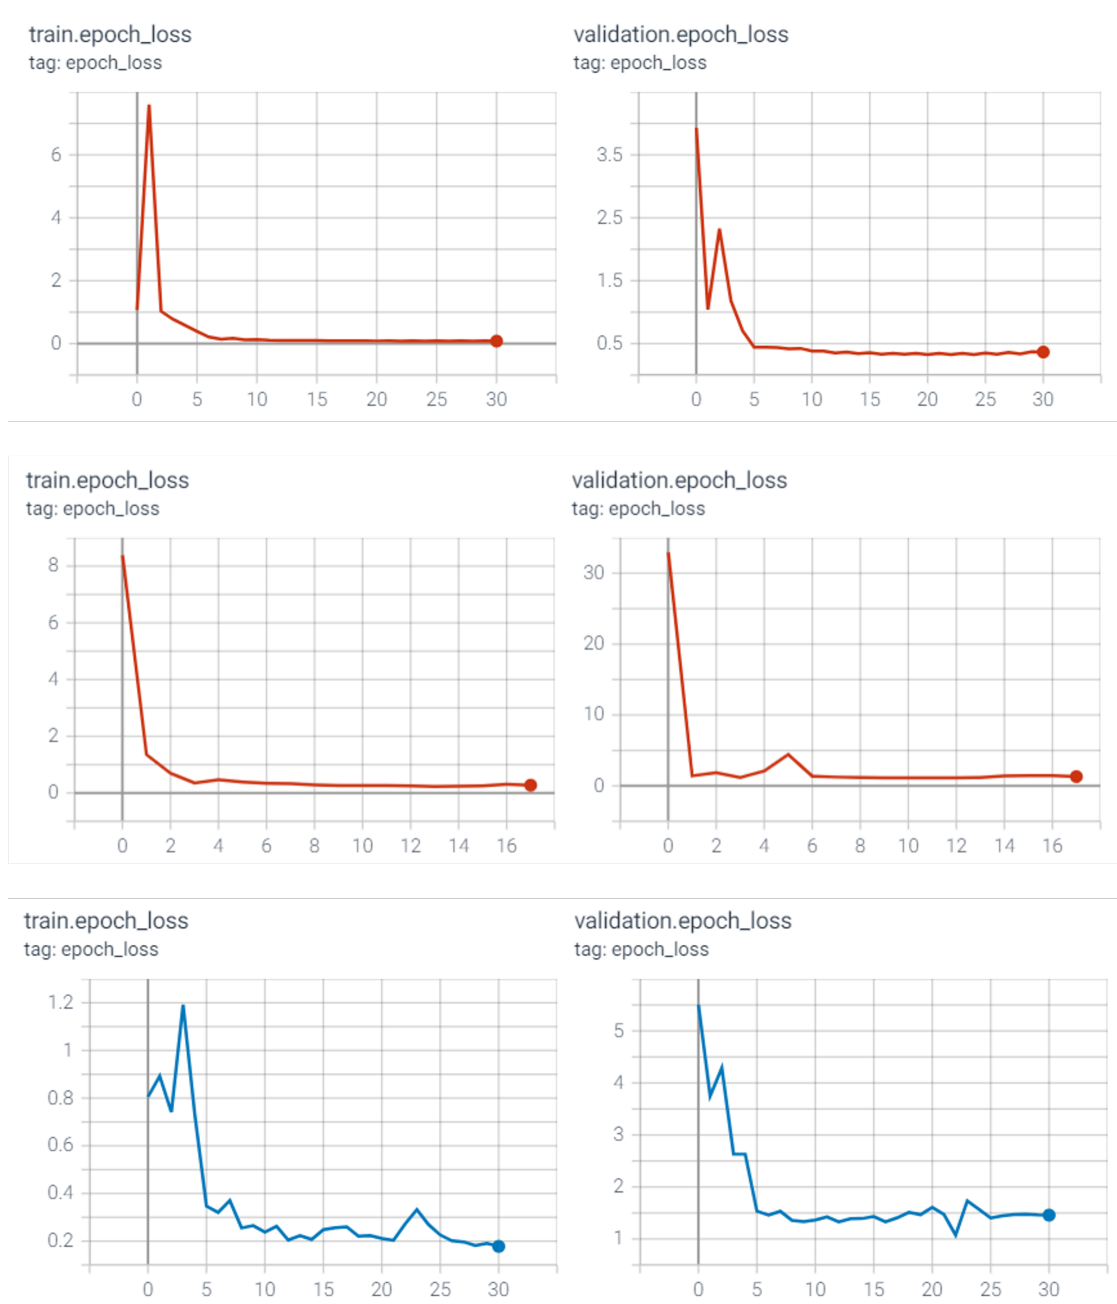 train.epoch_loss
tag: epoch_loss
6
4
2
0
0 5 10 15 20 25 30
validation.epoch_loss
tag: epoch_loss
3.5
2.5
1.5
0.5
0 5 10 15 20 25 30
train.epoch_loss
tag: epoch_loss
8
6
4
2
0
0 2 4 6 8 10 12 14 16
validation.epoch_loss
tag: epoch_loss
30
20
10
0
0 2 4 6 8 10 12 14 16
train.epoch_loss
tag: epoch_loss
1.2
1
0.8
0.6
0.4
0.2
0 5 10 15 20 25 30
validation.epoch_loss
tag: epoch_loss
5
4
3
2
1
0 5 10 15 20 25 30